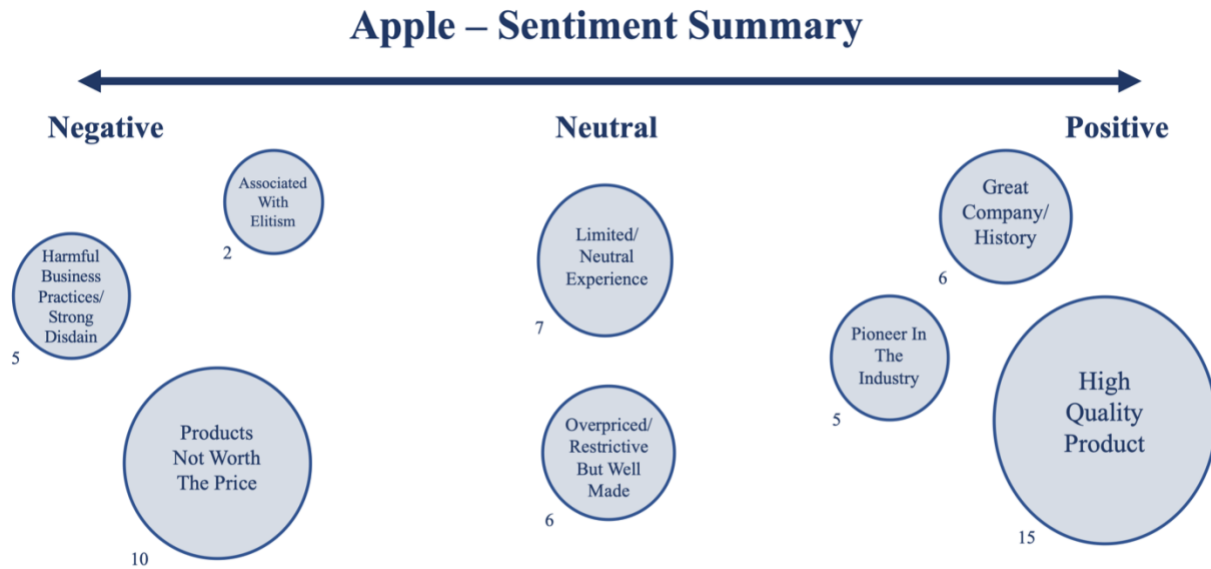 Apple – Sentiment Summary
Negative
Neutral
Positive
Associated
With
Elitism
2
Harmful
Business
Practices/
Strong
Disdain
5
Products
Not Worth
The Price
10
Limited/
Neutral
Experience
7
Overpriced/
Restrictive
But Well
Made
6
Great
Company/
History
6
Pioneer In
The
Industry
5
High
Quality
Product
15